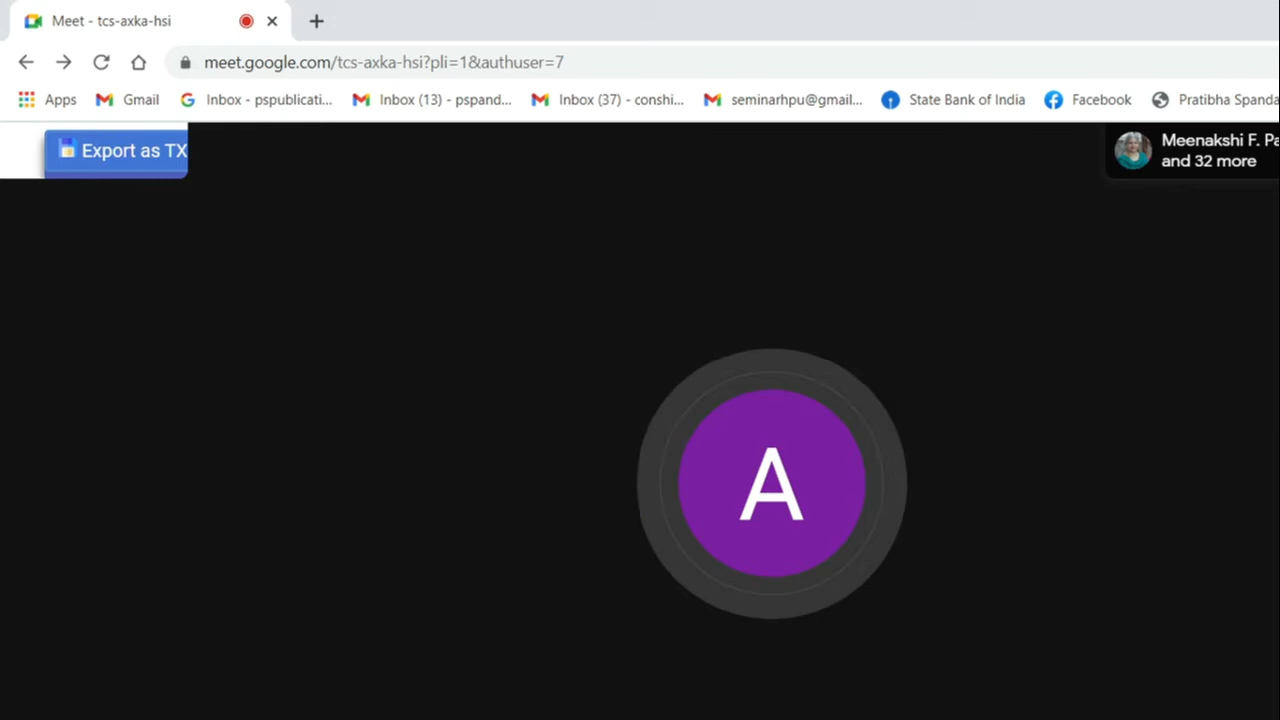 Meet - tcs-axka-hsi
meet.google.com/tcs-axka-hsi?pli=1&authuser=7
Apps Gmail Inbox - pspublicati... Inbox (13) - pspand... Inbox (37) - conshi... seminarhpu@gmail... State Bank of India Facebook Pratibha Spanda
Export as TX
Meenakshi F. Pa
and 32 more
A